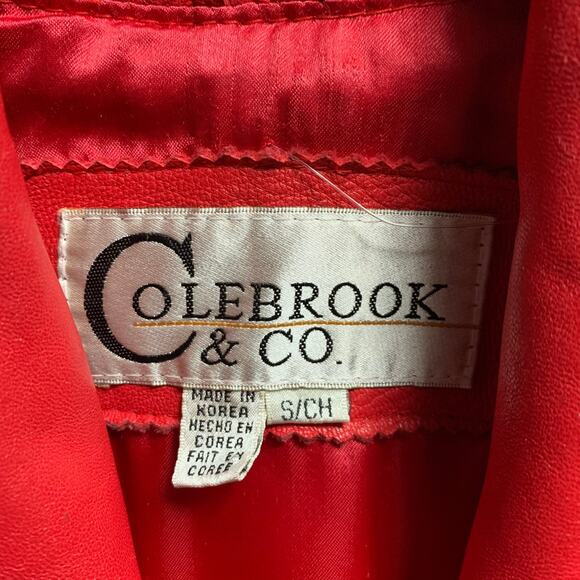 COLEBROOK
& CO.
MADE IN
KOREA
HECHO EN
COREA
FAIT EN
COREE
S/CH